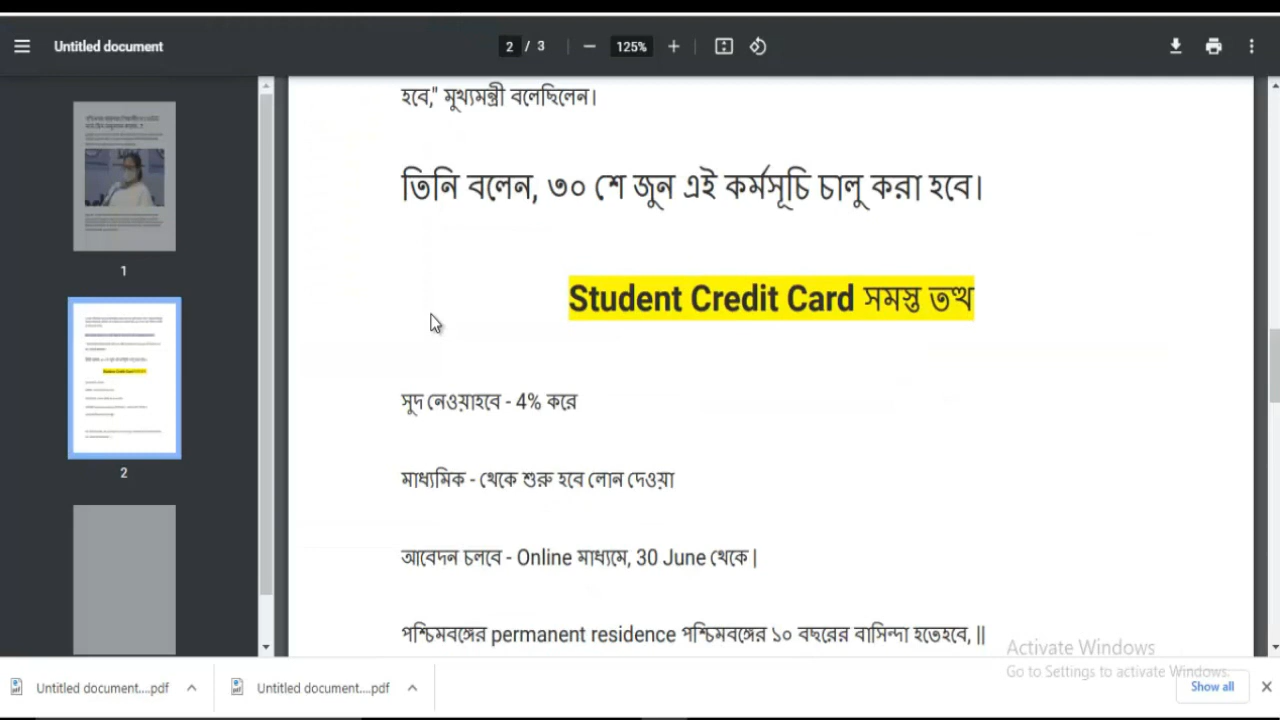 Untitled document
2 / 3
125%
হবে," মুখ্যমন্ত্রী বলেছিলেন।
তিনি বলেন, ৩০ শে জুন এই কর্মসূচি চালু করা হবে।
Student Credit Card সমস্ত তত্থ
সুদ নেওয়াহবে - 4% করে
মাধ্যমিক - থেকে শুরু হবে লোন দেওয়া
আবেদন চলবে - Online মাধ্যমে, 30 June থেকে |
পশ্চিমবঙ্গের permanent residence পশ্চিমবঙ্গের ১০ বছরের বাসিন্দা হতেহবে, ||
1
2
Activate Windows
Go to Settings to activate Windows.
Untitled document....pdf
Untitled document....pdf
Show all